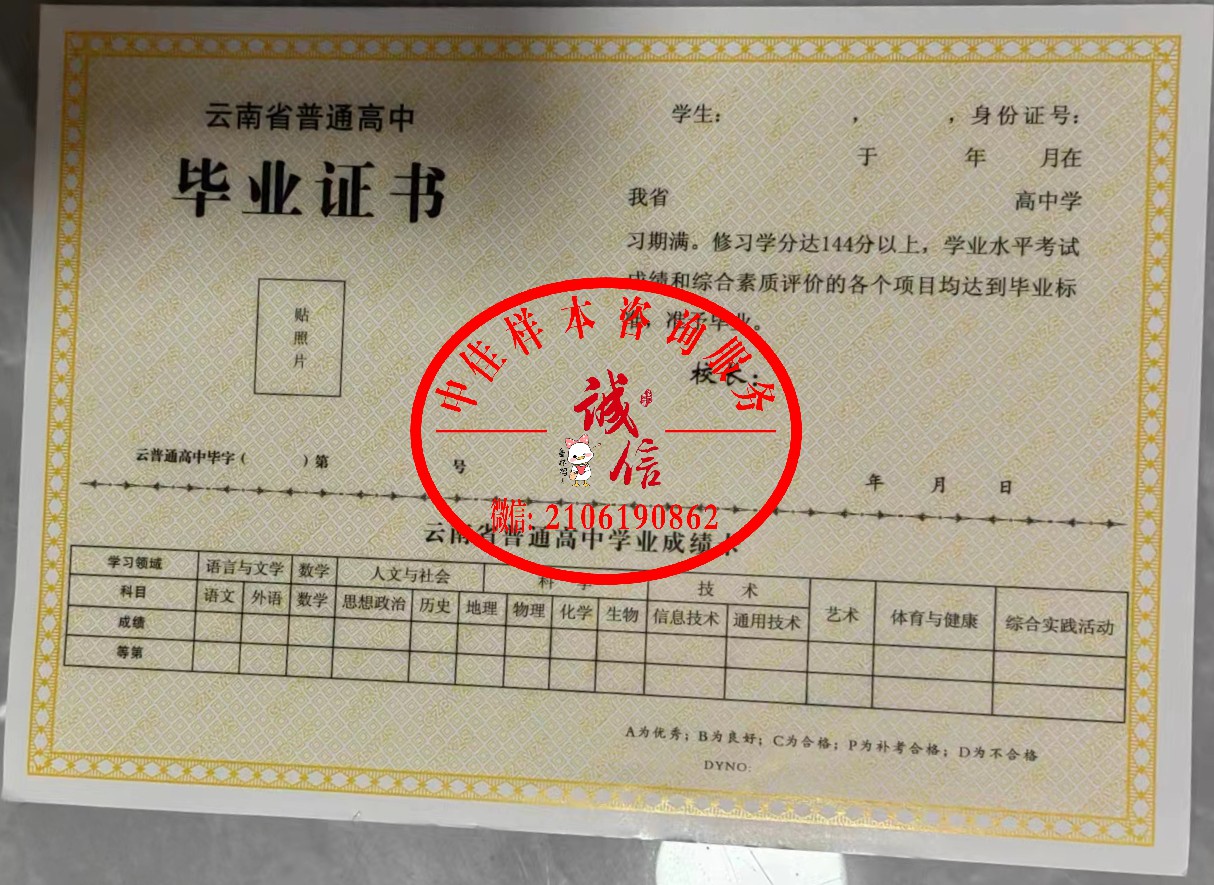 云南省普通高中
毕业证书
贴
照
片
云普通高中毕字（ ）第 号
学生： ， ，身份证号：
于 年 月在
我省 高中学
习期满。修习学分达144分以上，学业水平考试
成绩和综合素质评价的各个项目均达到毕业标
准，准予毕业。
校长：
年 月 日
中佳样本咨询服务
诚
信
微信：2106190862
云南省普通高中学业成绩卡
学习领域 语言与文学 数学 人文与社会 科 学 技 术 艺术 体育与健康 综合实践活动
科目 语文 外语 数学 思想政治 历史 地理 物理 化学 生物 信息技术 通用技术
成绩
等第
A为优秀；B为良好；C为合格；P为补考合格；D为不合格
DYNO: